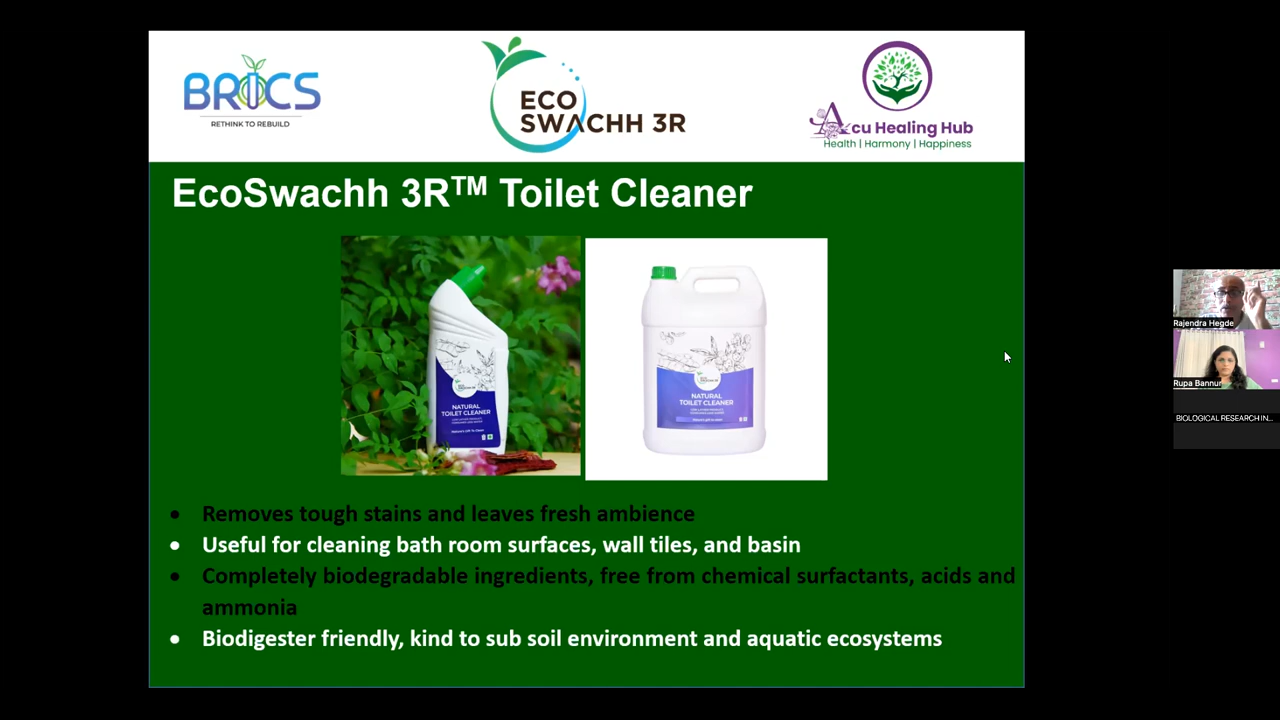 BRICS
RETHINK TO REBUILD
ECO
SWACHH 3R
Acu Healing Hub
Health | Harmony | Happiness
EcoSwachh 3R™ Toilet Cleaner
NATURAL
TOILET CLEANER
NATURAL
TOILET CLEANER
• Removes tough stains and leaves fresh ambience
• Useful for cleaning bath room surfaces, wall tiles, and basin
• Completely biodegradable ingredients, free from chemical surfactants, acids and
ammonia
• Biodigester friendly, kind to sub soil environment and aquatic ecosystems
Rajendra Hegde
Rupa Bannur
BIOLOGICAL RESEARCH IN...